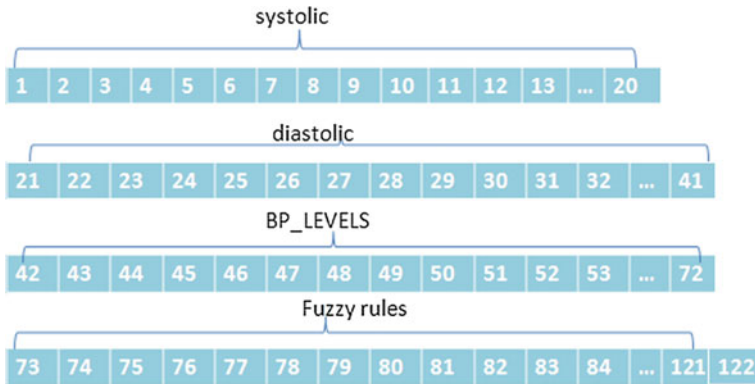 systolic
1 2 3 4 5 6 7 8 9 10 11 12 13 ... 20
diastolic
21 22 23 24 25 26 27 28 29 30 31 32 ... 41
BP_LEVELS
42 43 44 45 46 47 48 49 50 51 52 53 ... 72
Fuzzy rules
73 74 75 76 77 78 79 80 81 82 83 84 ... 121 122